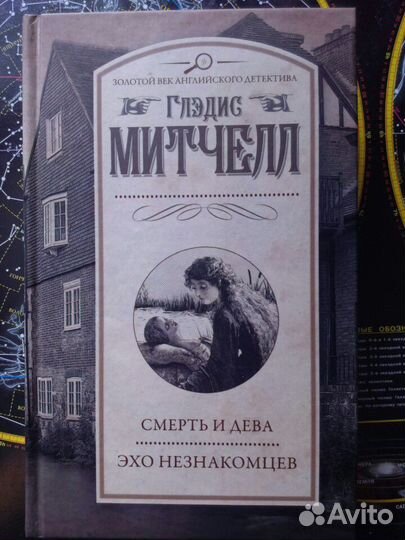 ЗОЛОТОЙ ВЕК АНГЛИЙСКОГО ДЕТЕКТИВА
ГЛЭДИС
МИТЧЕЛЛ
СМЕРТЬ И ДЕВА
ЭХО НЕЗНАКОМЦЕВ
Avito